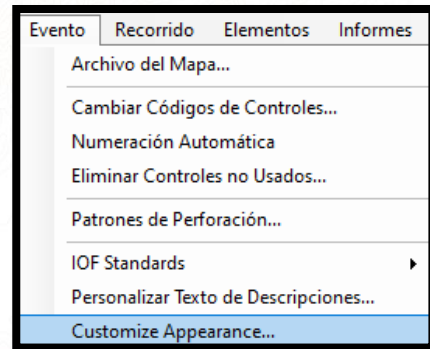 Evento Recorrido Elementos Informes
Archivo del Mapa...
Cambiar Códigos de Controles...
Numeración Automática
Eliminar Controles no Usados...
Patrones de Perforación...
IOF Standards
Personalizar Texto de Descripciones...
Customize Appearance...